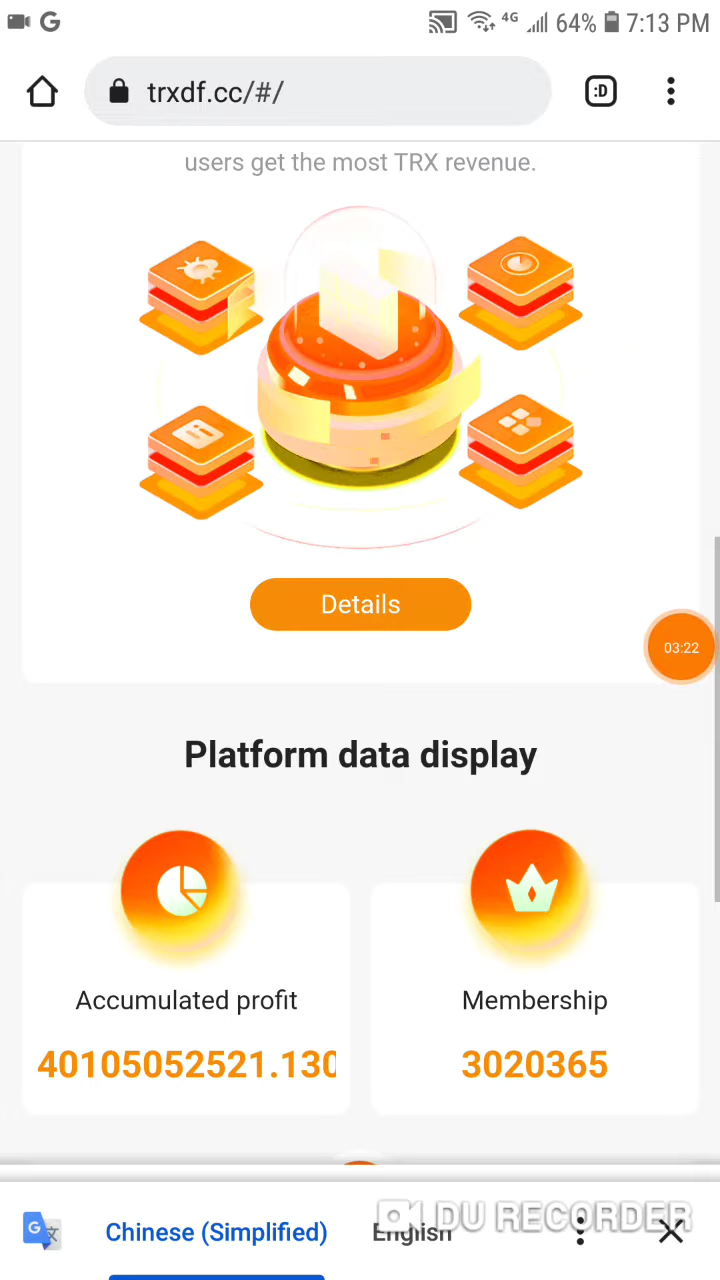 4G 64% 7:13 PM
trxdf.cc/#/
:D
users get the most TRX revenue.
Details
03:22
Platform data display
Accumulated profit
Membership
40105052521.130
3020365
Chinese (Simplified)
English
DU RECORDER